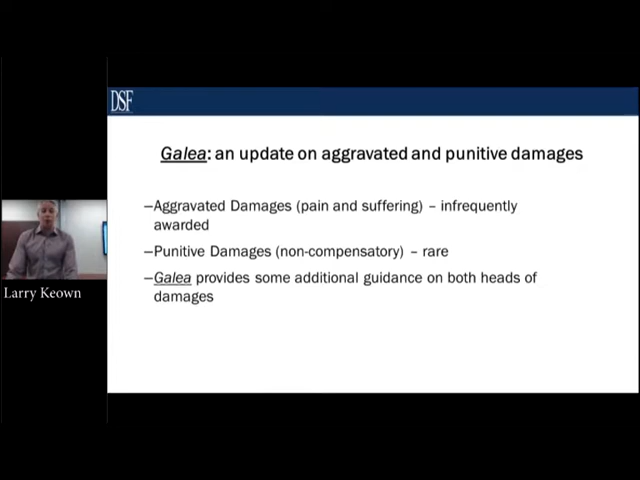 DSF
Galea: an update on aggravated and punitive damages
–Aggravated Damages (pain and suffering) – infrequently
awarded
–Punitive Damages (non-compensatory) – rare
–Galea provides some additional guidance on both heads of
damages
Larry Keown